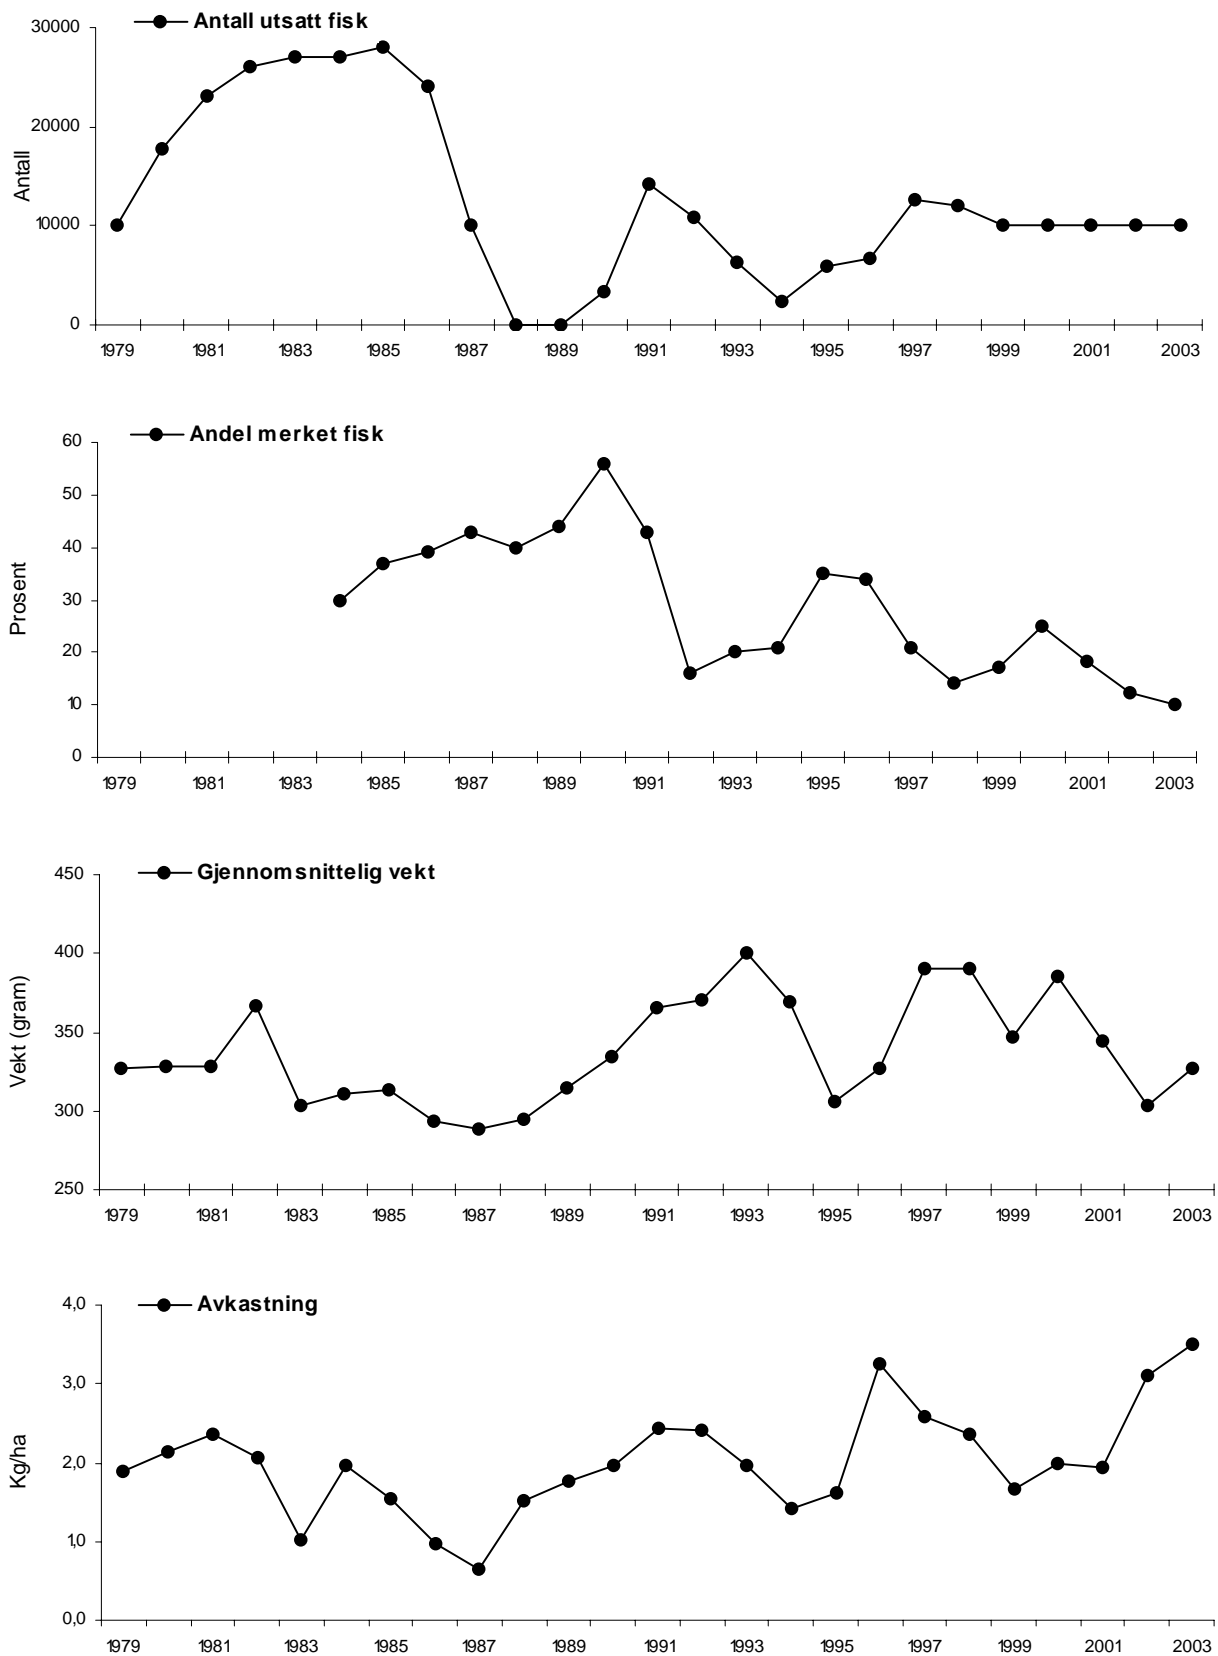 Antall utsatt fisk
30000
20000
10000
0
Antall
1979 1981 1983 1985 1987 1989 1991 1993 1995 1997 1999 2001 2003
Andel merket fisk
60
50
40
30
20
10
0
Prosent
1979 1981 1983 1985 1987 1989 1991 1993 1995 1997 1999 2001 2003
Gjennomsnittelig vekt
450
400
350
300
250
Vekt (gram)
1979 1981 1983 1985 1987 1989 1991 1993 1995 1997 1999 2001 2003
Avkastning
4,0
3,0
2,0
1,0
0,0
Kg/ha
1979 1981 1983 1985 1987 1989 1991 1993 1995 1997 1999 2001 2003